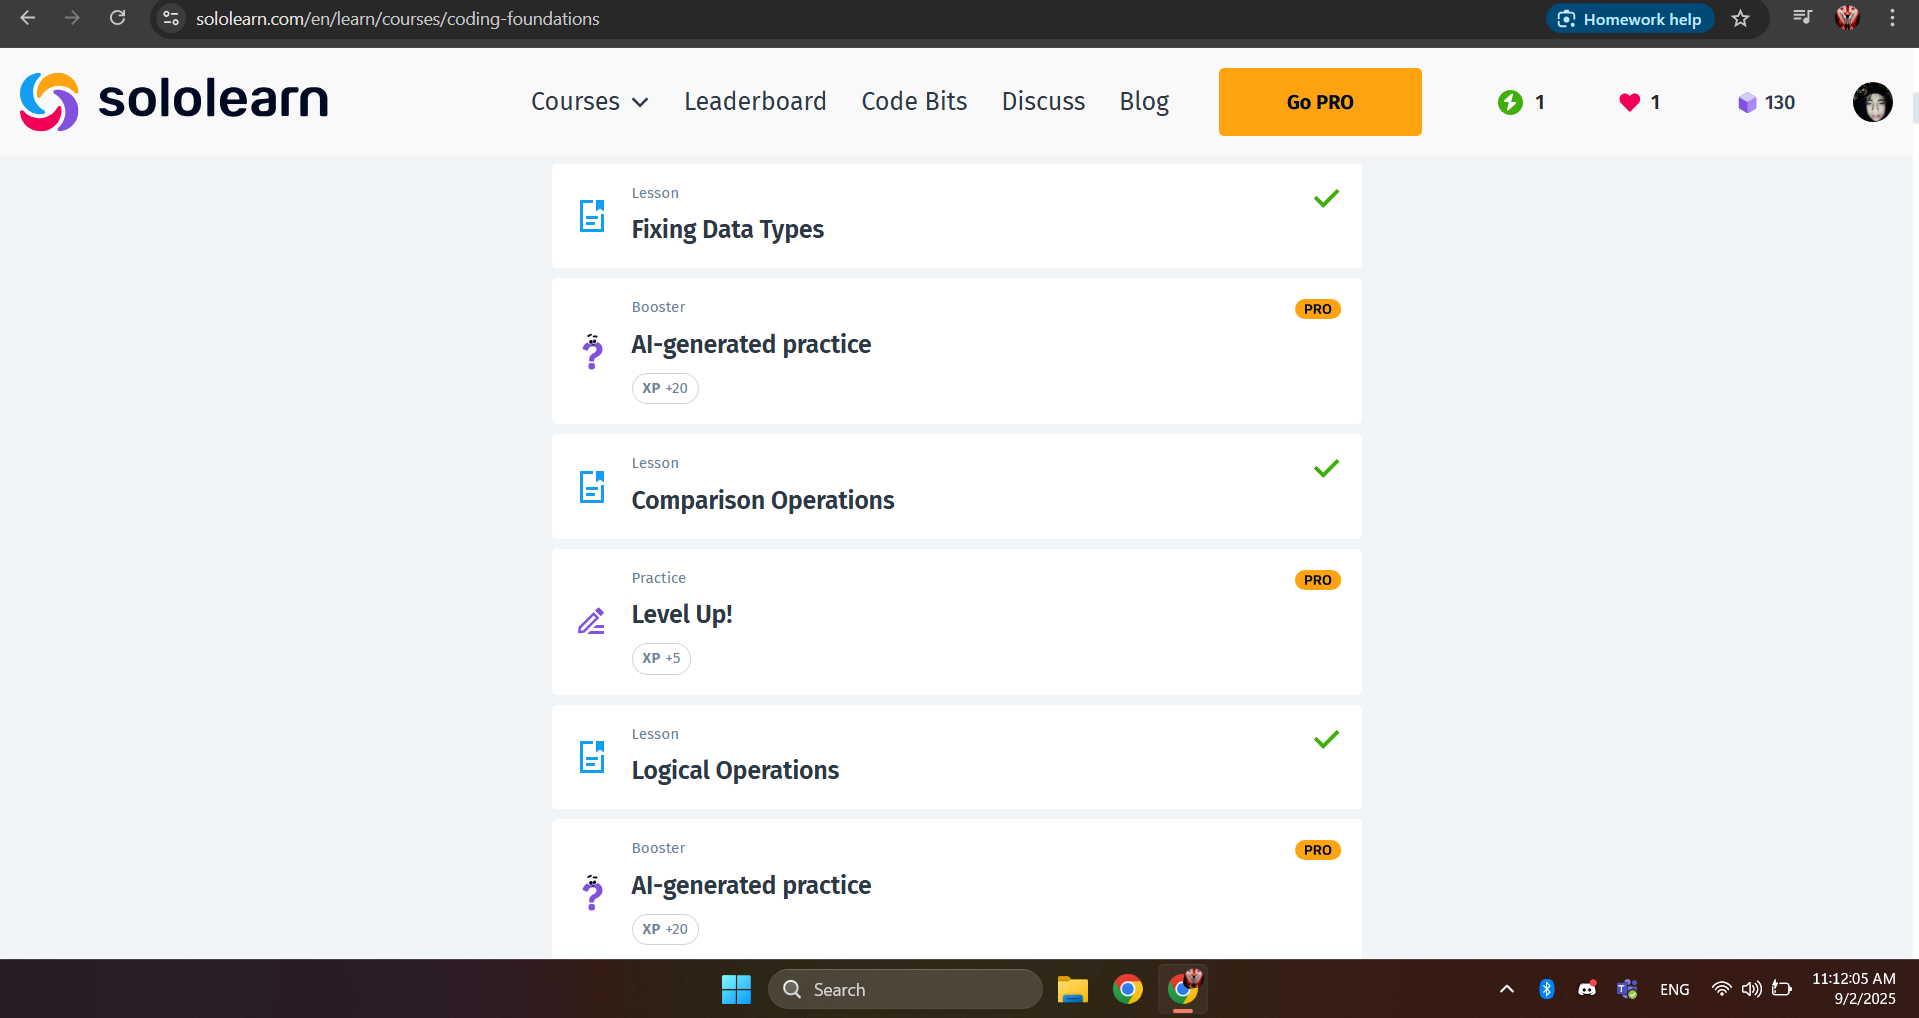 sololearn.com/en/learn/courses/coding-foundations
Homework help
sololearn
Courses
Leaderboard
Code Bits
Discuss
Blog
Go PRO
1
1
130
Lesson
Fixing Data Types
Booster
PRO
AI-generated practice
XP +20
Lesson
Comparison Operations
Practice
PRO
Level Up!
XP +5
Lesson
Logical Operations
Booster
PRO
AI-generated practice
XP +20
Search
ENG
11:12:05 AM
9/2/2025